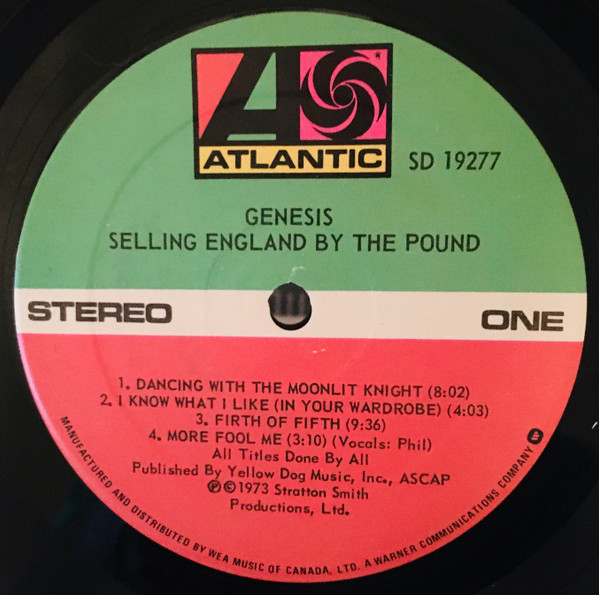 ATLANTIC
SD 19277
GENESIS
SELLING ENGLAND BY THE POUND
STEREO
ONE
1. DANCING WITH THE MOONLIT KNIGHT (8:02)
2. I KNOW WHAT I LIKE (IN YOUR WARDROBE) (4:03)
3. FIRTH OF FIFTH (9:36)
4. MORE FOOL ME (3:10) (Vocals: Phil)
All Titles Done By All
Published By Yellow Dog Music, Inc., ASCAP
℗©1973 Stratton Smith
Productions, Ltd.
MANUFACTURED AND DISTRIBUTED BY WEA MUSIC OF CANADA, LTD. A WARNER COMMUNICATIONS COMPANY